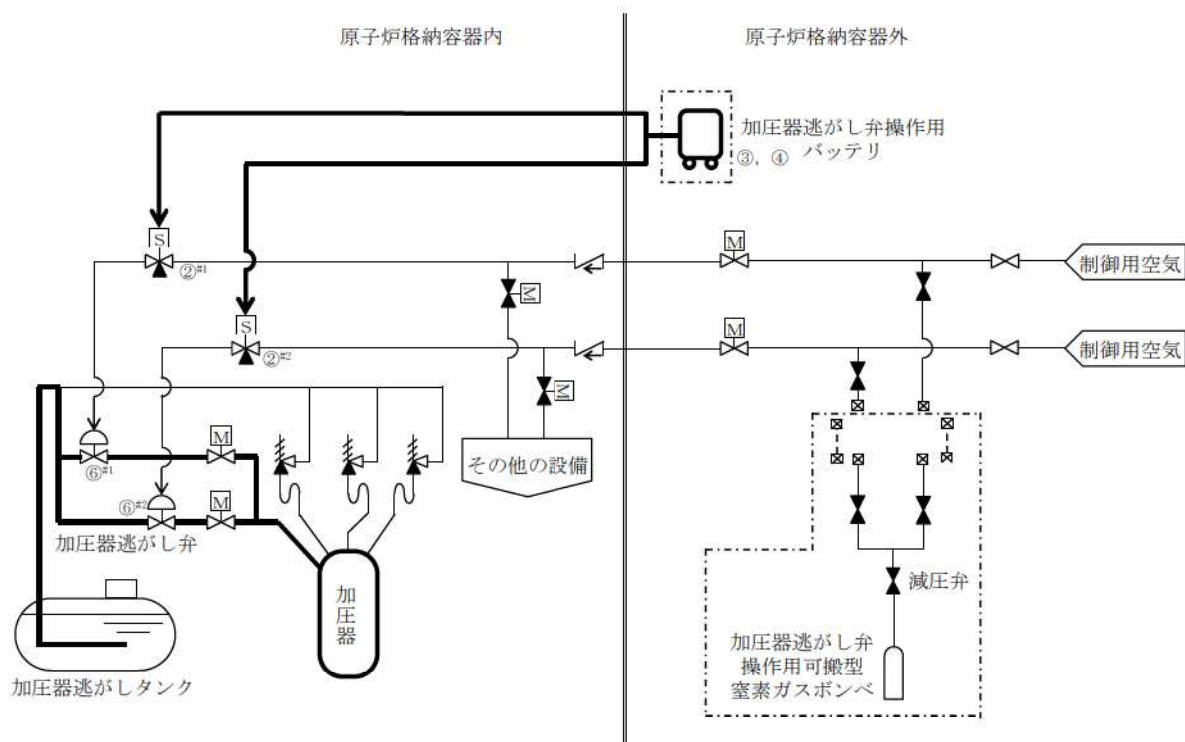 原子炉格納容器内
原子炉格納容器外
加圧器逃がし弁操作用
③，④ バッテリ
S
②#1
M
M
制御用空気
S
②#2
M
M
制御用空気
M
⑥#1
M
⑥#2
加圧器逃がし弁
その他の設備
加圧器
減圧弁
加圧器逃がしタンク
加圧器逃がし弁
操作用可搬型
窒素ガスボンベ